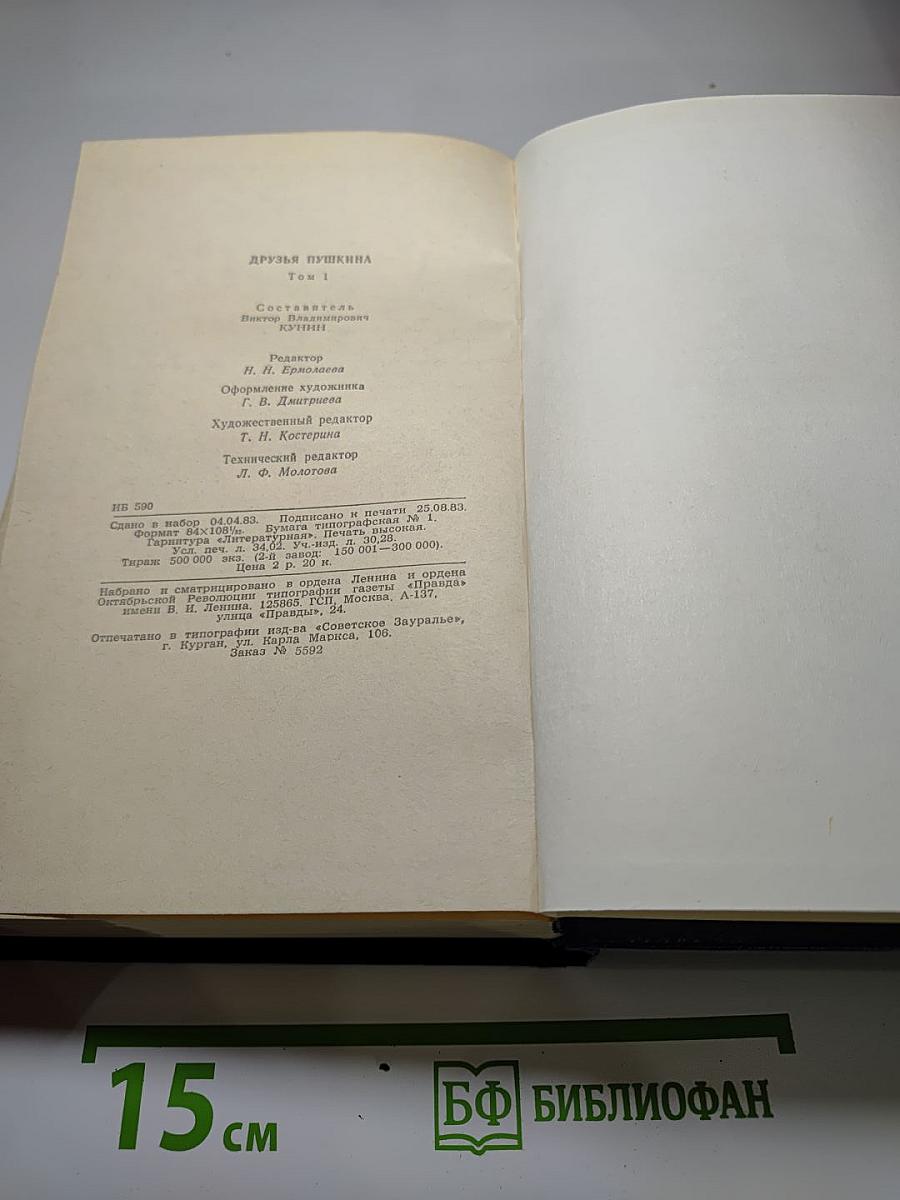 ДРУЗЬЯ ПУШКИНА
Том 1
Составитель
Виктор Владимирович
КУНИН
Редактор
Н. Н. Ермолаева
Оформление художника
Г. В. Дмитриева
Художественный редактор
Т. Н. Костерина
Технический редактор
Л. Ф. Молотова
ИБ 590
Сдано в набор 04.04.83. Подписано к печати 25.08.83.
Формат 84×108¹/₃₂. Бумага типографская № 1.
Гарнитура «Литературная». Печать высокая.
Усл. печ. л. 34,02. Уч.-изд. л. 30,28.
Тираж 500 000 экз. (2-й завод: 150 001—300 000).
Цена 2 р. 20 к.
Набрано и сматрицировано в ордена Ленина и ордена
Октябрьской Революции типографии газеты «Правда»
имени В. И. Ленина, 125865, ГСП, Москва, А-137,
улица «Правды», 24.
Отпечатано в типографии изд-ва «Советское Зауралье»,
г. Курган, ул. Карла Маркса, 106.
Заказ № 5592
15 см
БФ БИБЛИОФАН